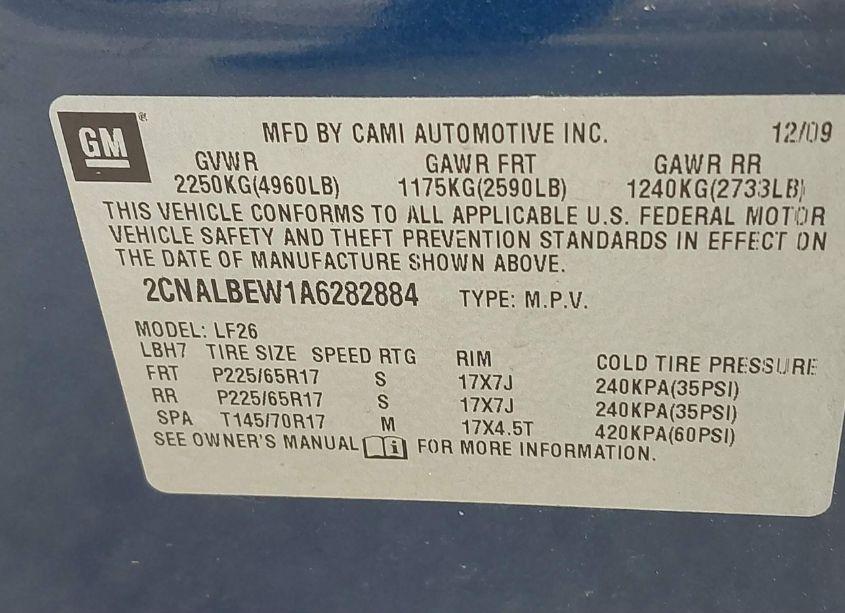 GM ®
MFD BY CAMI AUTOMOTIVE INC. 12/09
GVWR GAWR FRT GAWR RR
2250KG(4960LB) 1175KG(2590LB) 1240KG(2733LB)
THIS VEHICLE CONFORMS TO ALL APPLICABLE U.S. FEDERAL MOTOR
VEHICLE SAFETY AND THEFT PREVENTION STANDARDS IN EFFECT ON
THE DATE OF MANUFACTURE SHOWN ABOVE.
2CNALBEW1A6282884 TYPE: M.P.V.
MODEL: LF26
LBH7 TIRE SIZE SPEED RTG RIM COLD TIRE PRESSURE
FRT P225/65R17 S 17X7J 240KPA(35PSI)
RR P225/65R17 S 17X7J 240KPA(35PSI)
SPA T145/70R17 M 17X4.5T 420KPA(60PSI)
SEE OWNER'S MANUAL i FOR MORE INFORMATION.